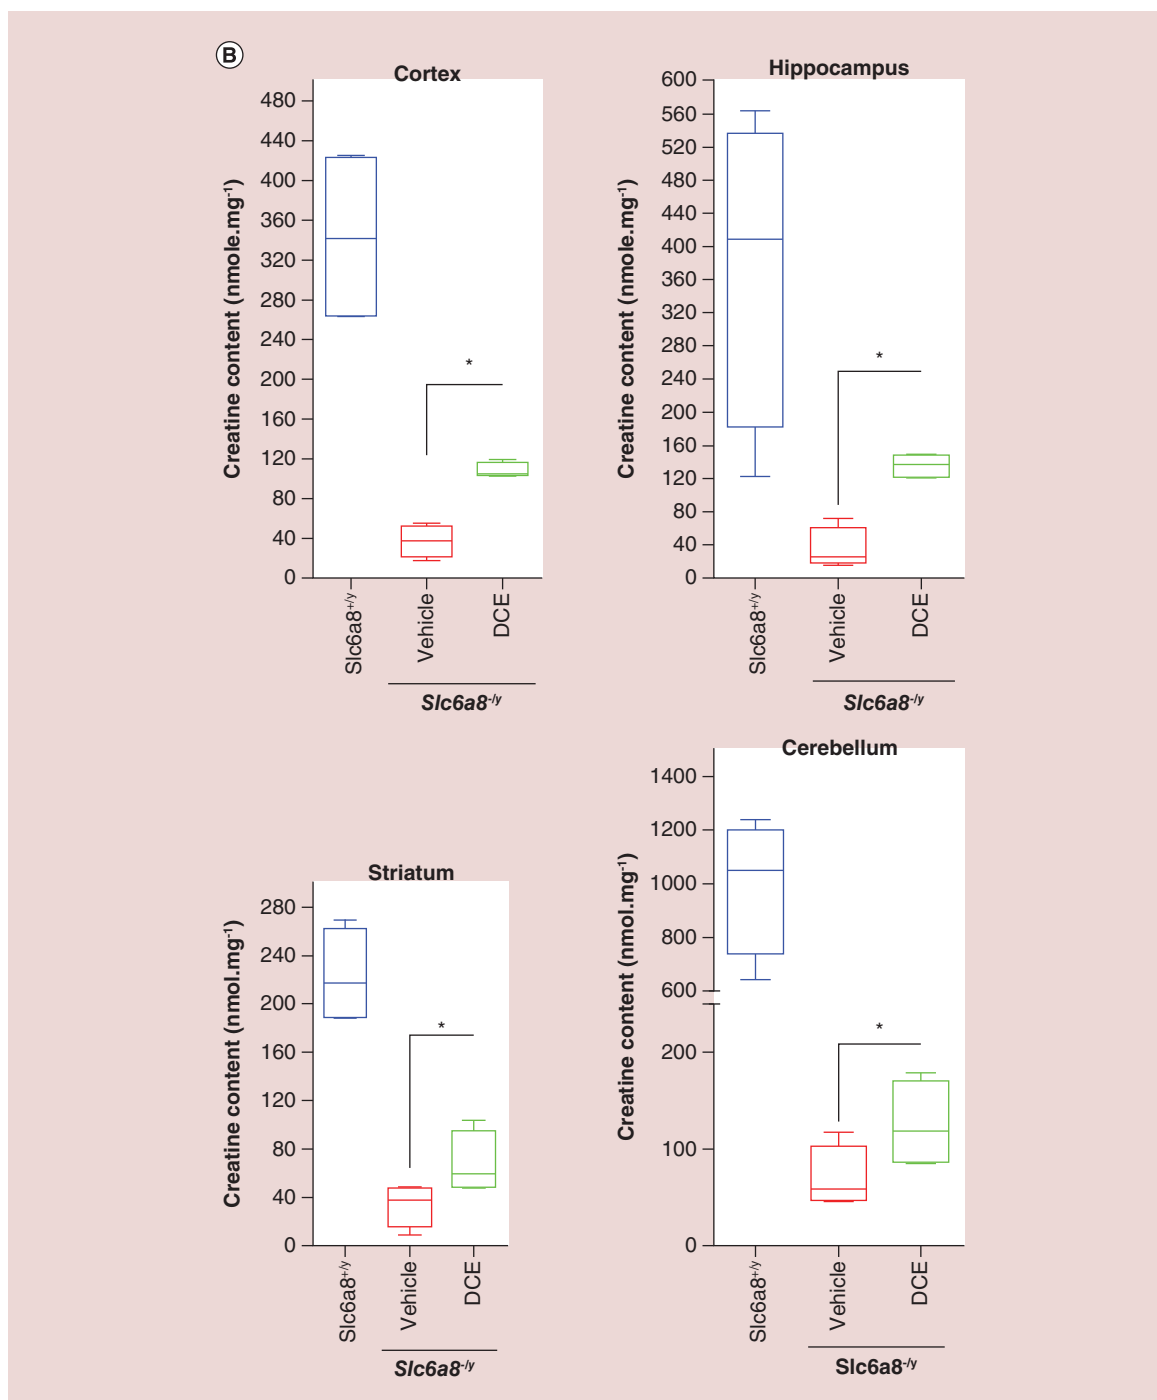 B
Cortex
Creatine content (nmole.mg-1)
480
440
400
360
320
280
240
200
160
120
80
40
0
*
Slc6a8+/y
Vehicle
DCE
Slc6a8-/y
Hippocampus
Creatine content (nmole.mg-1)
600
560
520
480
440
400
360
320
280
240
200
160
120
80
40
0
*
Slc6a8+/y
Vehicle
DCE
Slc6a8-/y
Striatum
Creatine content (nmol.mg-1)
280
240
200
160
120
80
40
0
*
Slc6a8+/y
Vehicle
DCE
Slc6a8-/y
Cerebellum
Creatine content (nmol.mg-1)
1400
1200
1000
800
600
200
100
0
*
Slc6a8+/y
Vehicle
DCE
Slc6a8-/y